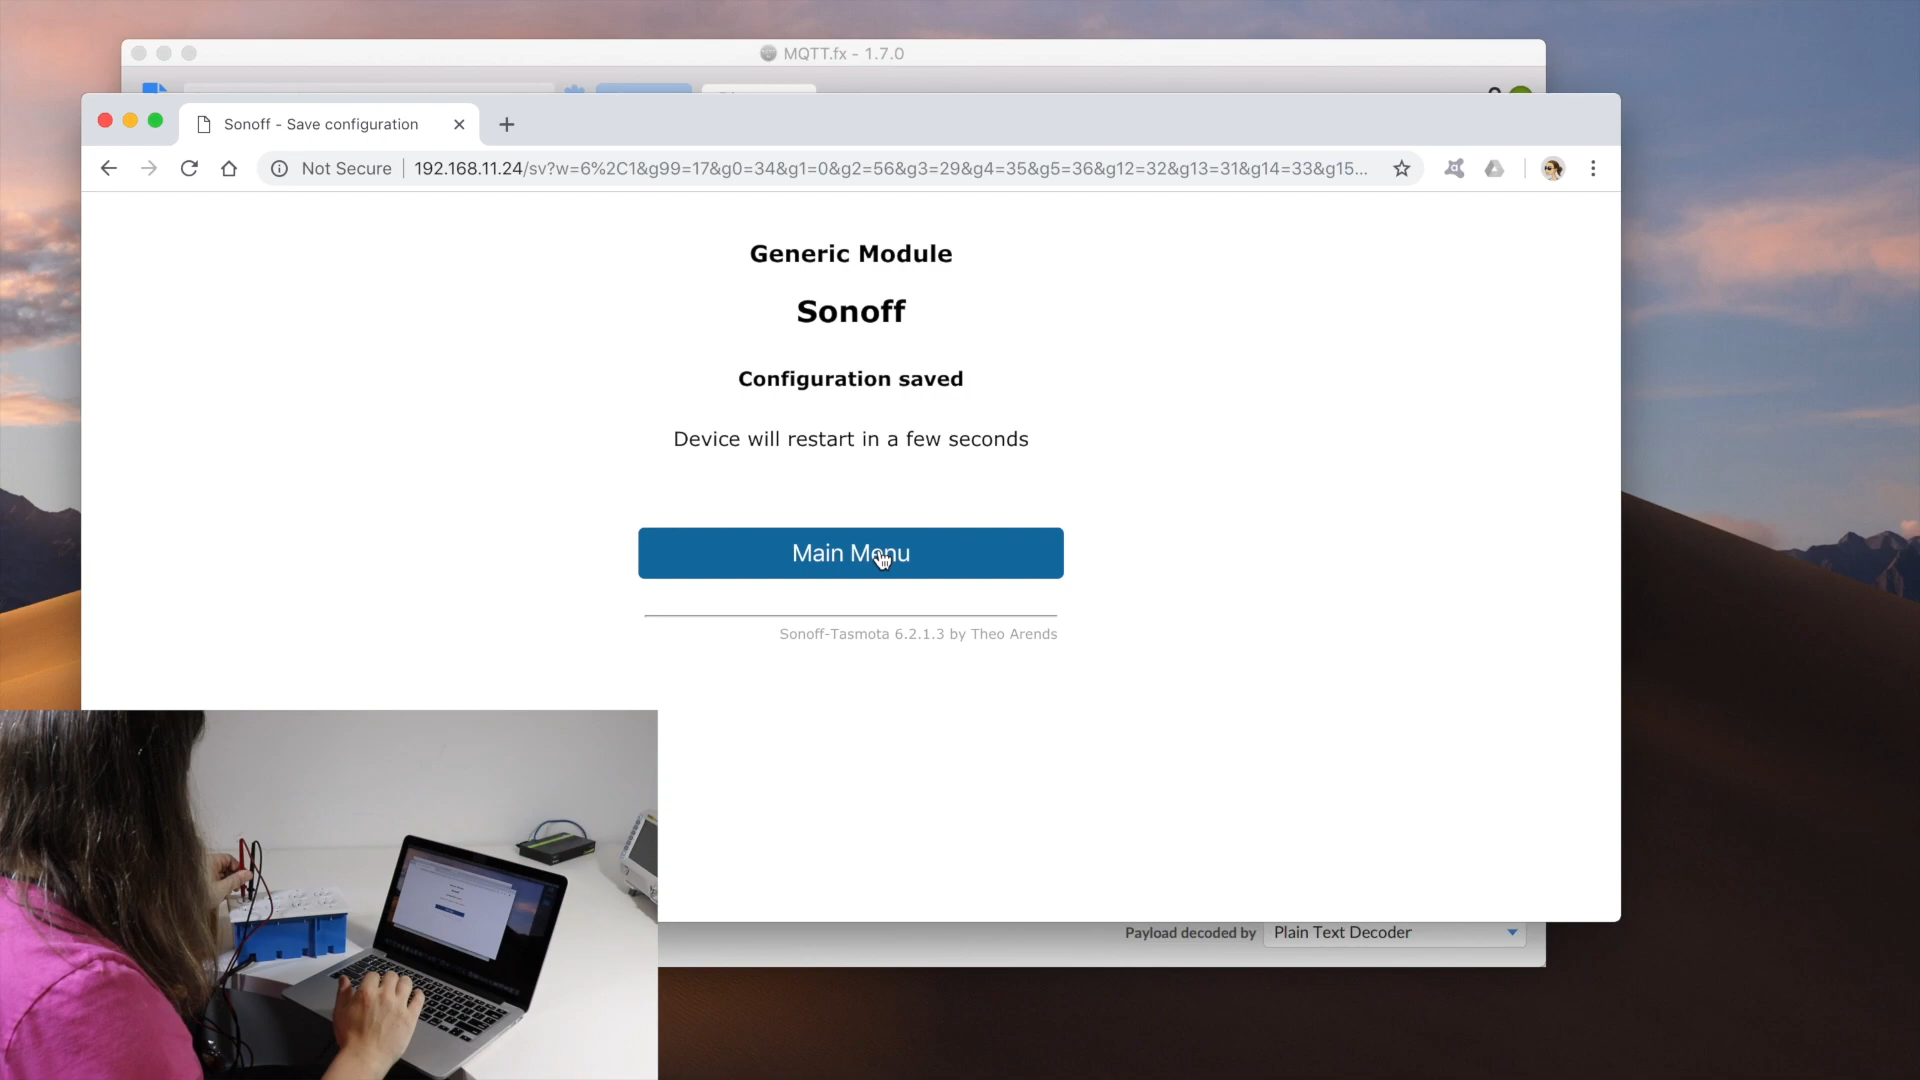 MQTT.fx - 1.7.0
Sonoff - Save configuration
Not Secure 192.168.11.24/sv?w=6%2C1&g99=17&g0=34&g1=0&g2=56&g3=29&g4=35&g5=36&g12=32&g13=31&g14=33&g15...
Generic Module
Sonoff
Configuration saved
Device will restart in a few seconds
Main Menu
Sonoff-Tasmota 6.2.1.3 by Theo Arends
Payload decoded by Plain Text Decoder